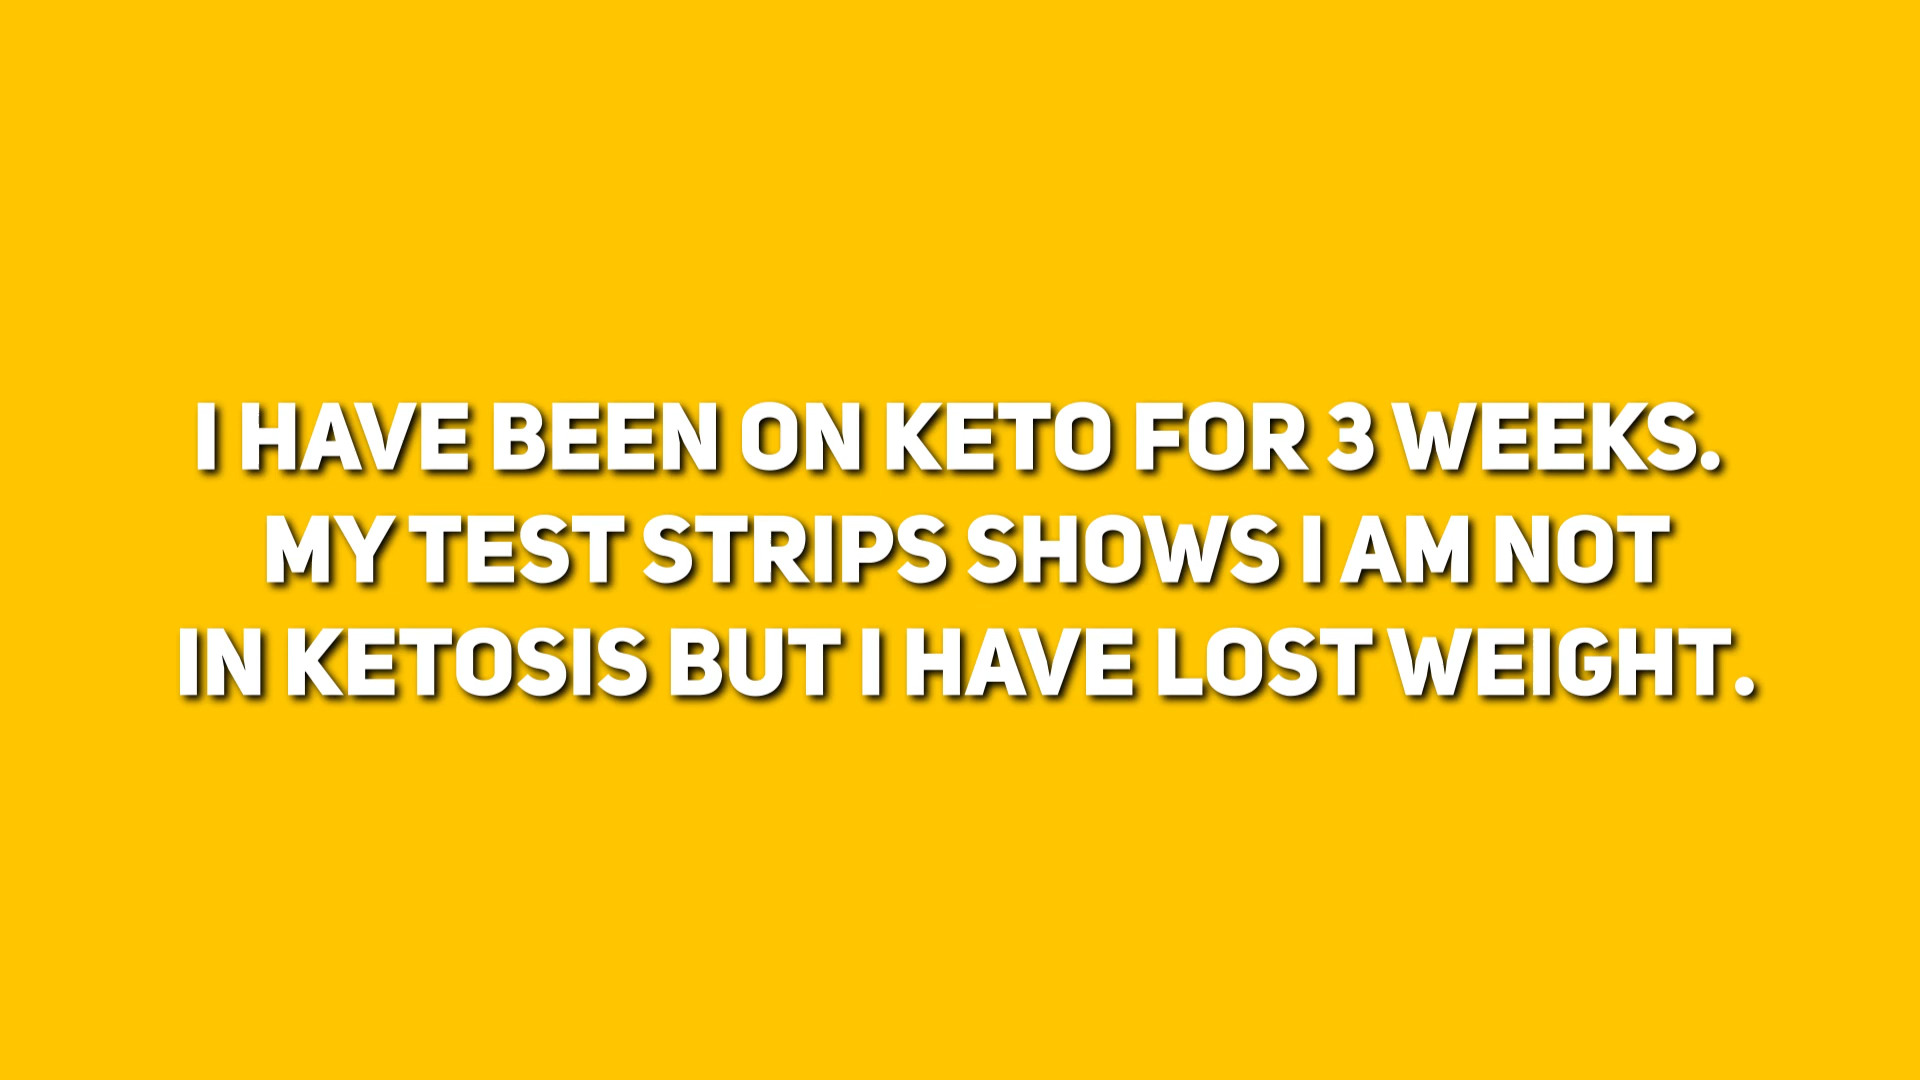 I HAVE BEEN ON KETO FOR 3 WEEKS.
MY TEST STRIPS SHOWS I AM NOT
IN KETOSIS BUT I HAVE LOST WEIGHT.